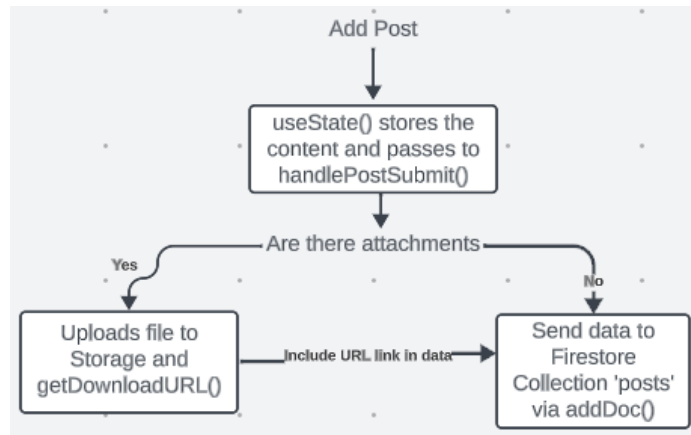 Add Post
useState() stores the
content and passes to
handlePostSubmit()
Are there attachments
Yes
No
Uploads file to
Storage and
getDownloadURL()
Include URL link in data
Send data to
Firestore
Collection 'posts'
via addDoc()